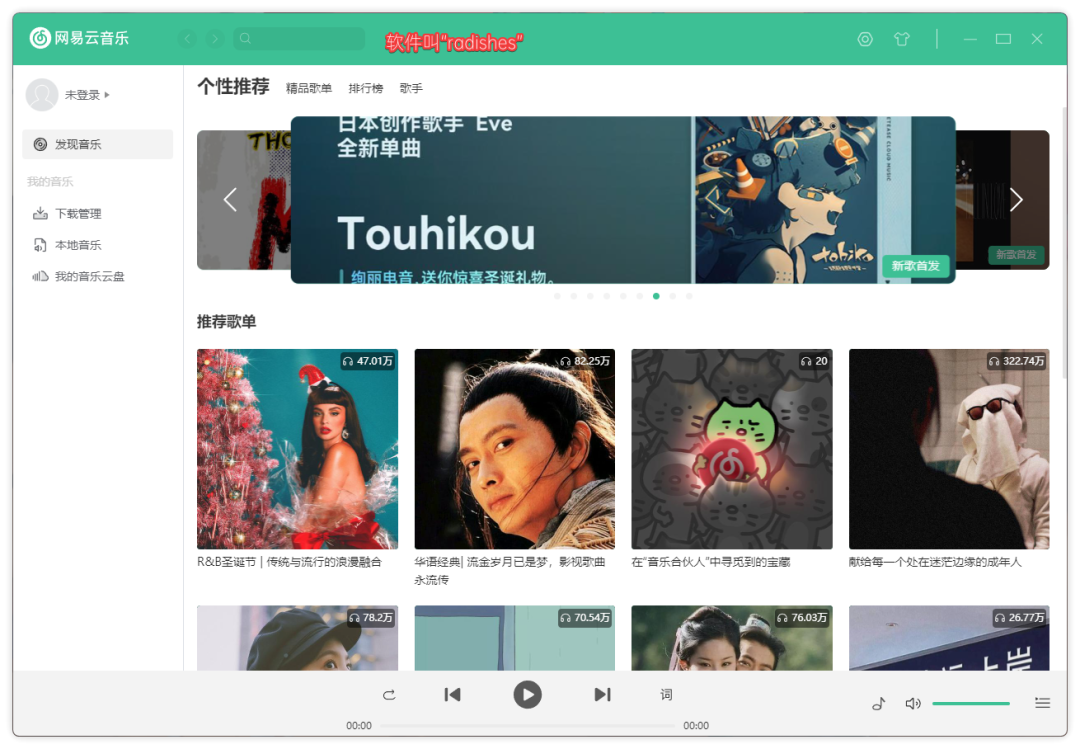 网易云音乐
软件叫"radishes"
未登录
发现音乐
我的音乐
下载管理
本地音乐
我的音乐云盘
个性推荐 精品歌单 排行榜 歌手
日本创作歌手 Eve
全新单曲
Touhikou
绚丽电音,送你惊喜圣诞礼物。
新歌首发
新歌首发
推荐歌单
47.01万
82.25万
20
322.74万
R&B圣诞节 | 传统与流行的浪漫融合
华语经典| 流金岁月已是梦，影视歌曲
永流传
在“音乐合伙人”中寻觅到的宝藏
献给每一个处在迷茫边缘的成年人
78.2万
70.54万
76.03万
26.77万
词
00:00
00:00